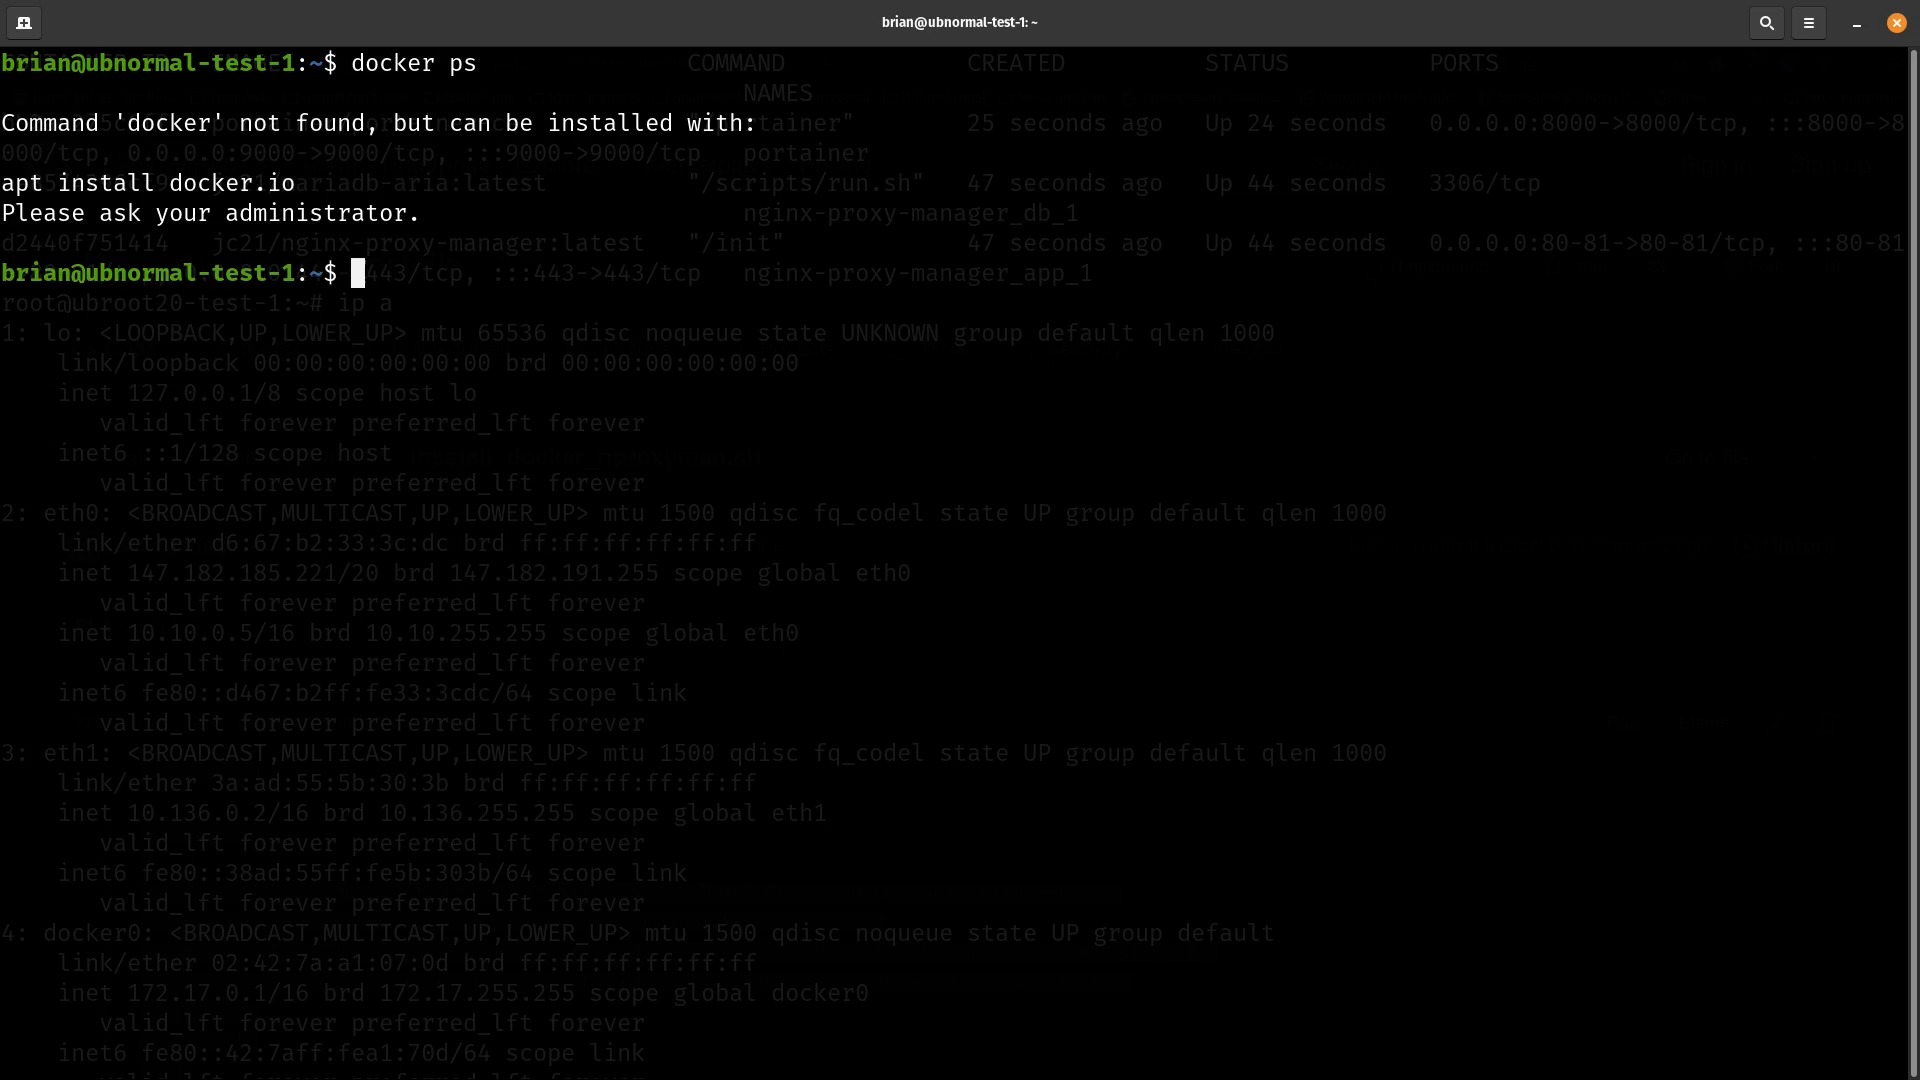 brian@ubnormal-test-1: ~
brian@ubnormal-test-1:~$ docker ps COMMAND CREATED STATUS PORTS
NAMES
Command 'docker' not found, but can be installed with: tainer" 25 seconds ago Up 24 seconds 0.0.0.0:8000->8000/tcp, :::8000->8
000/tcp, 0.0.0.0:9000->9000/tcp, :::9000->9000/tcp portainer
apt install docker.io ariadb-aria:latest "/scripts/run.sh" 47 seconds ago Up 44 seconds 3306/tcp
Please ask your administrator. nginx-proxy-manager_db_1
d2440f751414 jc21/nginx-proxy-manager:latest "/init" 47 seconds ago Up 44 seconds 0.0.0.0:80-81->80-81/tcp, :::80-81
brian@ubnormal-test-1:~$ 443/tcp, :::443->443/tcp nginx-proxy-manager_app_1
root@ubroot20-test-1:~# ip a
1: lo: <LOOPBACK,UP,LOWER_UP> mtu 65536 qdisc noqueue state UNKNOWN group default qlen 1000
link/loopback 00:00:00:00:00:00 brd 00:00:00:00:00:00
inet 127.0.0.1/8 scope host lo
valid_lft forever preferred_lft forever
inet6 ::1/128 scope host
valid_lft forever preferred_lft forever
2: eth0: <BROADCAST,MULTICAST,UP,LOWER_UP> mtu 1500 qdisc fq_codel state UP group default qlen 1000
link/ether d6:67:b2:33:3c:dc brd ff:ff:ff:ff:ff:ff
inet 147.182.185.221/20 brd 147.182.191.255 scope global eth0
valid_lft forever preferred_lft forever
inet 10.10.0.5/16 brd 10.10.255.255 scope global eth0
valid_lft forever preferred_lft forever
inet6 fe80::d467:b2ff:fe33:3cdc/64 scope link
valid_lft forever preferred_lft forever
3: eth1: <BROADCAST,MULTICAST,UP,LOWER_UP> mtu 1500 qdisc fq_codel state UP group default qlen 1000
link/ether 3a:ad:55:5b:30:3b brd ff:ff:ff:ff:ff:ff
inet 10.136.0.2/16 brd 10.136.255.255 scope global eth1
valid_lft forever preferred_lft forever
inet6 fe80::38ad:55ff:fe5b:303b/64 scope link
valid_lft forever preferred_lft forever
4: docker0: <BROADCAST,MULTICAST,UP,LOWER_UP> mtu 1500 qdisc noqueue state UP group default
link/ether 02:42:7a:a1:07:0d brd ff:ff:ff:ff:ff:ff
inet 172.17.0.1/16 brd 172.17.255.255 scope global docker0
valid_lft forever preferred_lft forever
inet6 fe80::42:7aff:fea1:70d/64 scope link